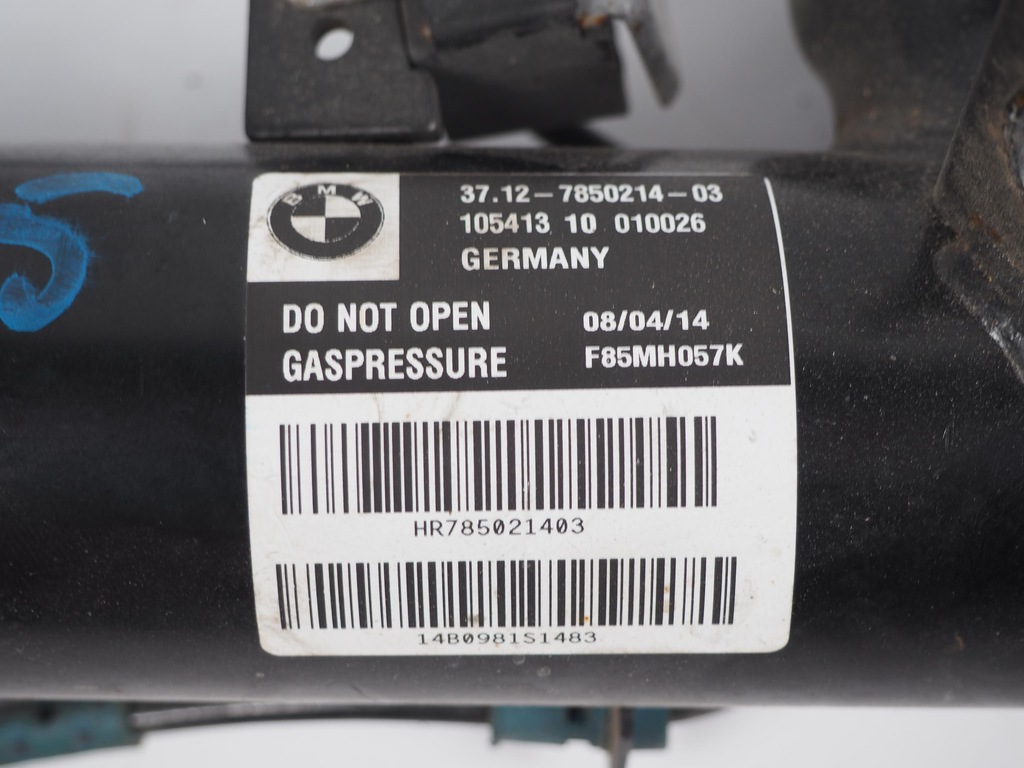 BMW
37.12-7850214-03
105413 10 010026
GERMANY
DO NOT OPEN
08/04/14
GASPRESSURE
F85MH057K
HR785021403
14B0981S1483